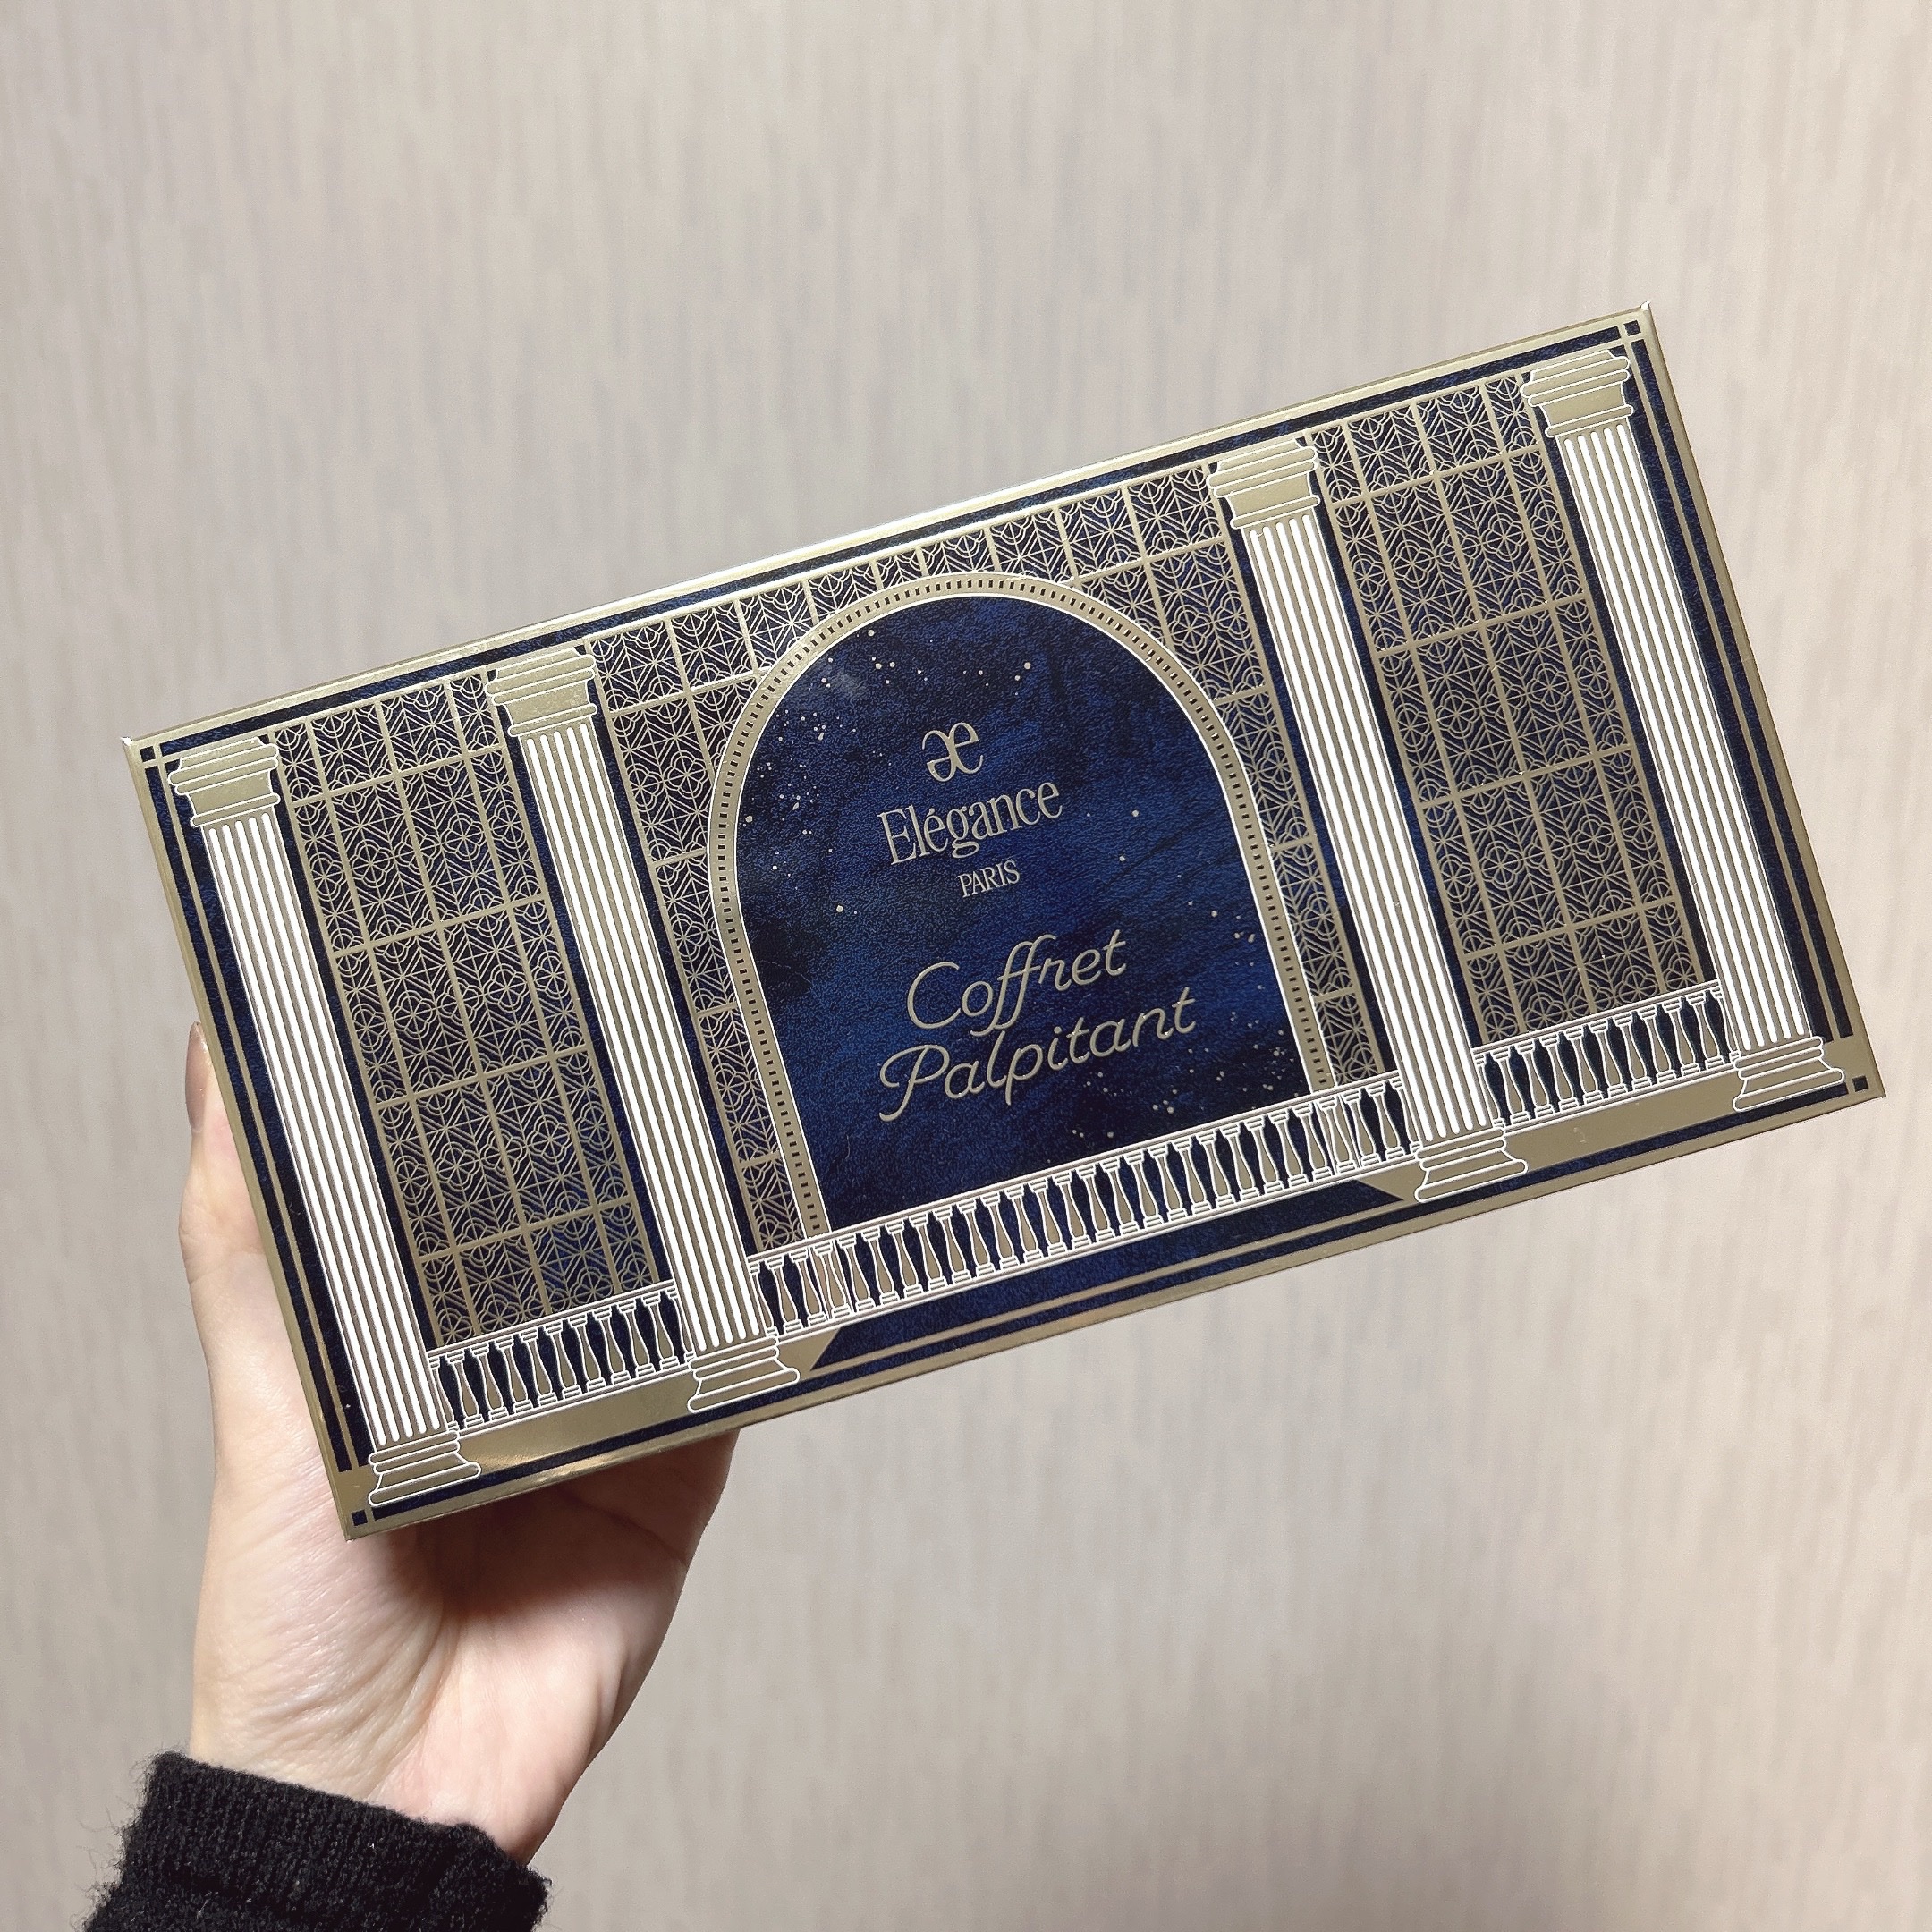 æ
Elégance
PARIS
Coffret
Palpitant